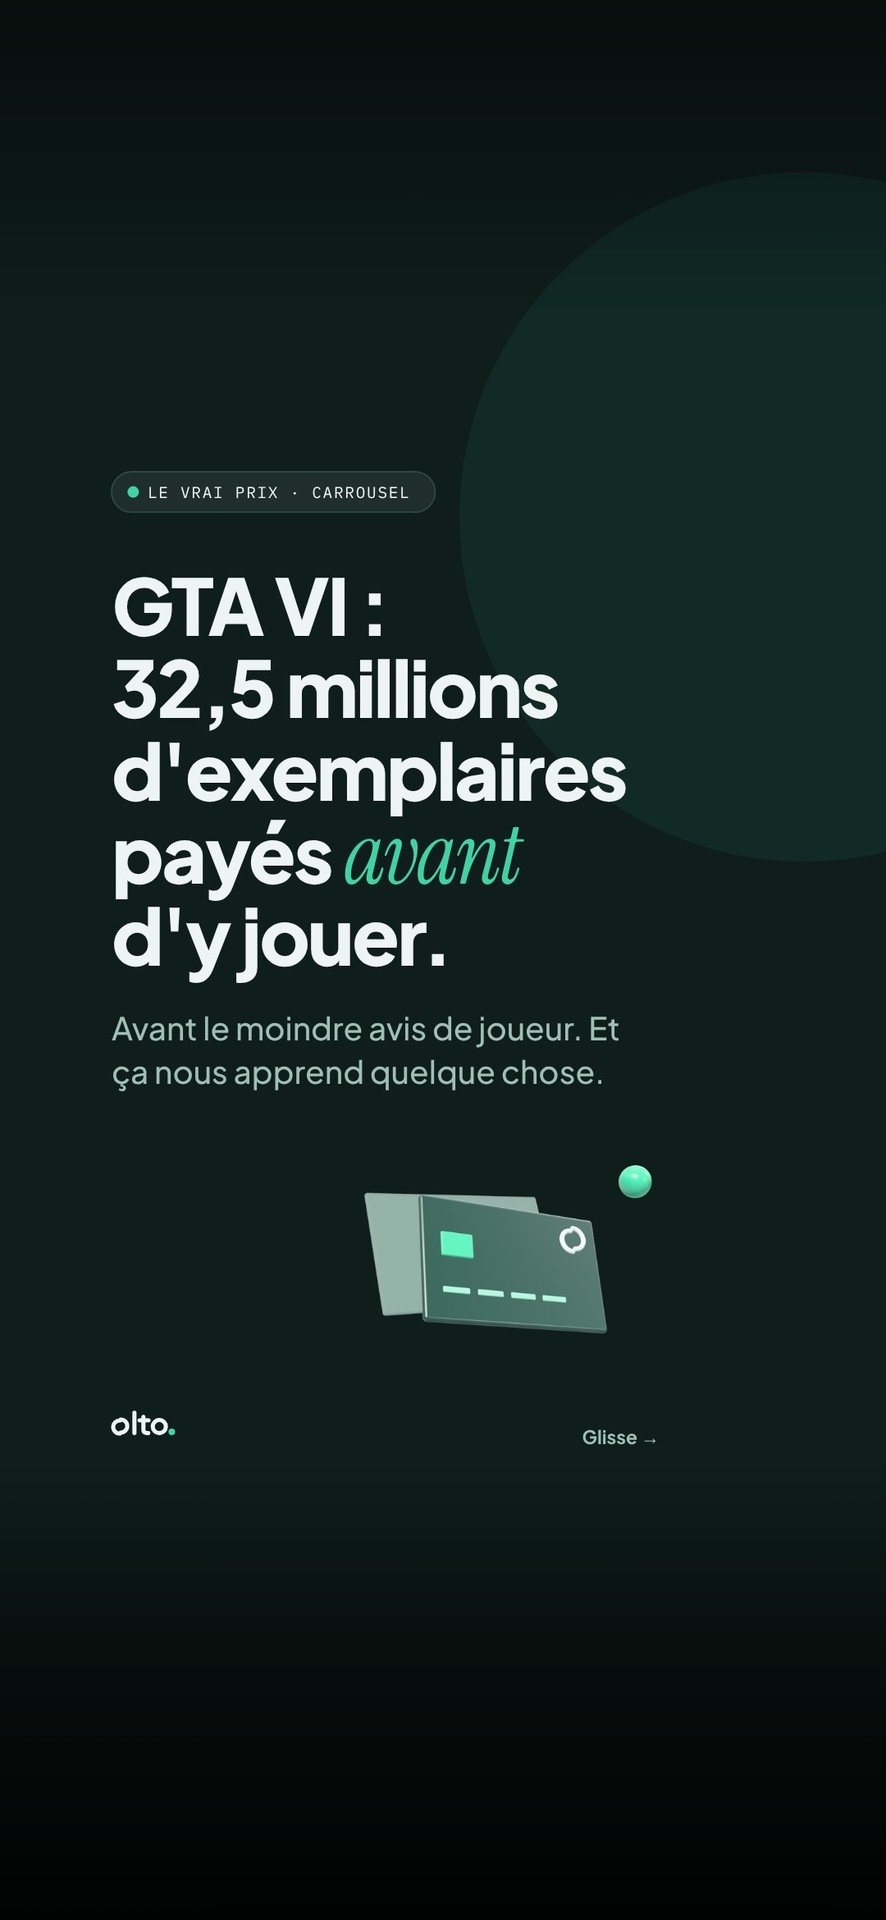 LE VRAI PRIX · CARROUSEL
GTA VI :
32,5 millions
d'exemplaires
payés avant
d'y jouer.
Avant le moindre avis de joueur. Et
ça nous apprend quelque chose.
olto.
Glisse →